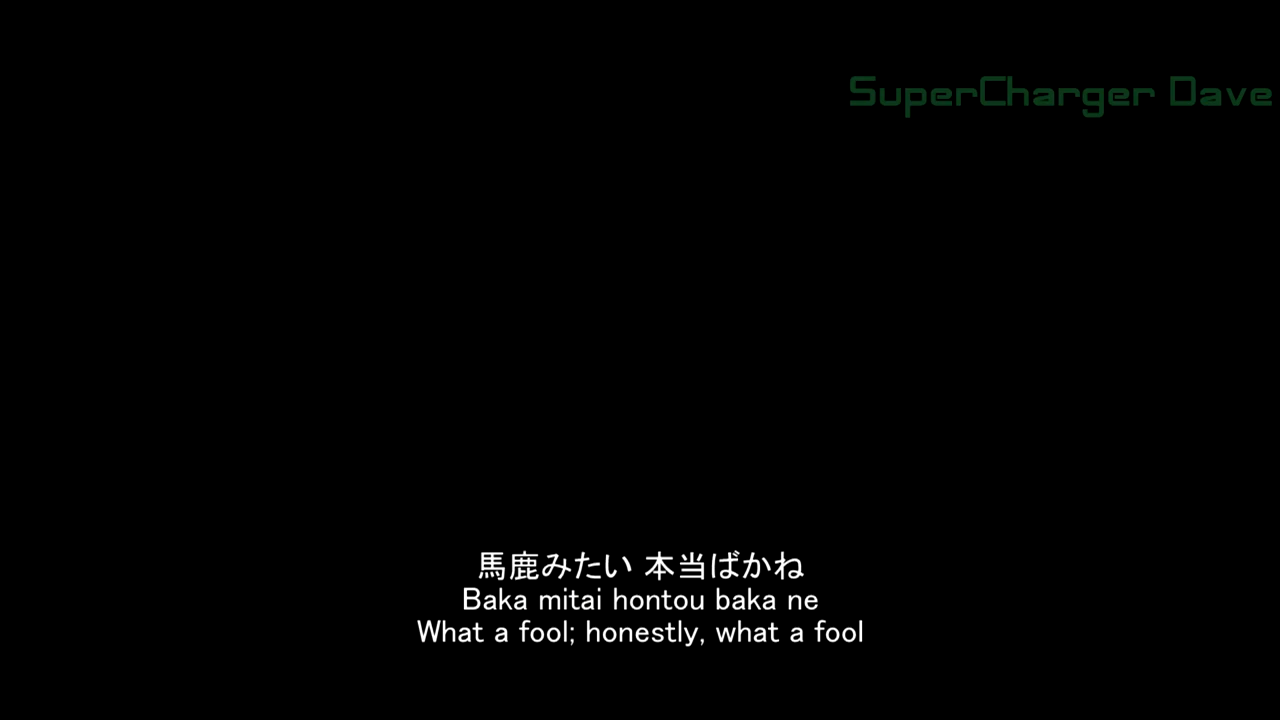 SuperCharger Dave
馬鹿みたい 本当ばかね
Baka mitai hontou baka ne
What a fool; honestly, what a fool